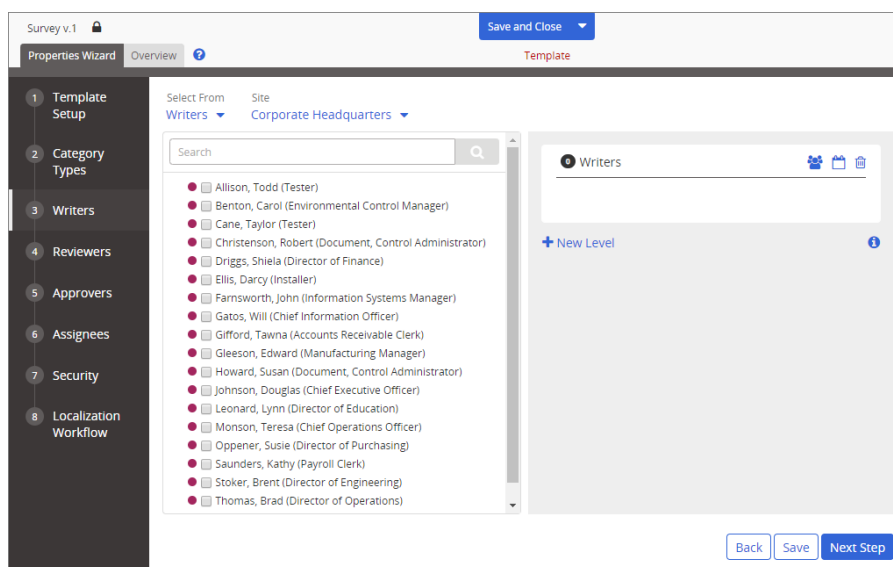 Survey v.1
Save and Close
Properties Wizard
Overview
?
Template
1 Template Setup
2 Category Types
3 Writers
4 Reviewers
5 Approvers
6 Assignees
7 Security
8 Localization Workflow
Select From Site
Writers Corporate Headquarters
Search
Allison, Todd (Tester)
Benton, Carol (Environmental Control Manager)
Cane, Taylor (Tester)
Christenson, Robert (Document, Control Administrator)
Driggs, Shiela (Director of Finance)
Ellis, Darcy (Installer)
Farnsworth, John (Information Systems Manager)
Gatos, Will (Chief Information Officer)
Gifford, Tawna (Accounts Receivable Clerk)
Gleeson, Edward (Manufacturing Manager)
Howard, Susan (Document, Control Administrator)
Johnson, Douglas (Chief Executive Officer)
Leonard, Lynn (Director of Education)
Monson, Teresa (Chief Operations Officer)
Oppener, Susie (Director of Purchasing)
Saunders, Kathy (Payroll Clerk)
Stoker, Brent (Director of Engineering)
Thomas, Brad (Director of Operations)
0 Writers
+ New Level
Back Save Next Step